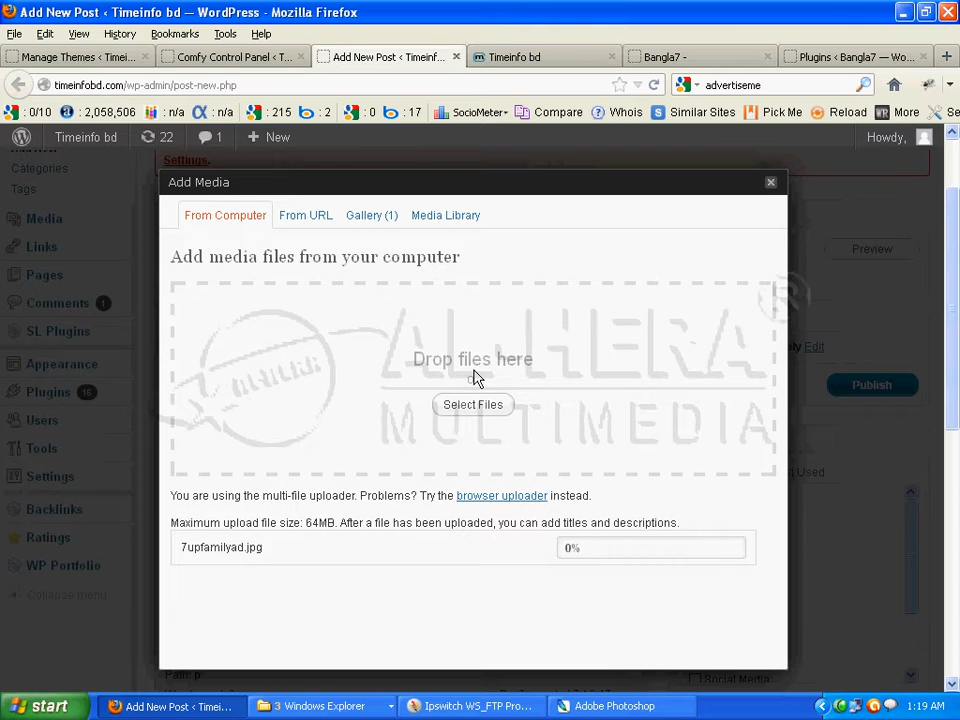 Add New Post ‹ Timeinfo bd — WordPress - Mozilla Firefox
File Edit View History Bookmarks Tools Help
Manage Themes ‹ Timei... Comfy Control Panel ‹ T... Add New Post ‹ Timeinf... Timeinfo bd Bangla7 - Plugins ‹ Bangla7 — Wo...
timeinfobd.com/wp-admin/post-new.php advertiseme
0/10 2,058,506 n/a n/a 215 2 0 17 SocioMeter Compare Whois Similar Sites Pick Me Reload More
Timeinfo bd 22 1 New Howdy,
Settings.
Categories
Tags
Media
Links
Pages
Comments 1
SL Plugins
Appearance
Plugins 16
Users
Tools
Settings
Backlinks
Ratings
WP Portfolio
Collapse menu
Add Media
From Computer From URL Gallery (1) Media Library
Add media files from your computer
AL HERA
MULTIMEDIA
Drop files here
Select Files
You are using the multi-file uploader. Problems? Try the browser uploader instead.
Maximum upload file size: 64MB. After a file has been uploaded, you can add titles and descriptions.
7upfamilyad.jpg 0%
Preview
Edit
Publish
Used
Path: p
Social Media:
start Add New Post ‹ Timei... 3 Windows Explorer Ipswitch WS_FTP Pro... Adobe Photoshop 1:19 AM